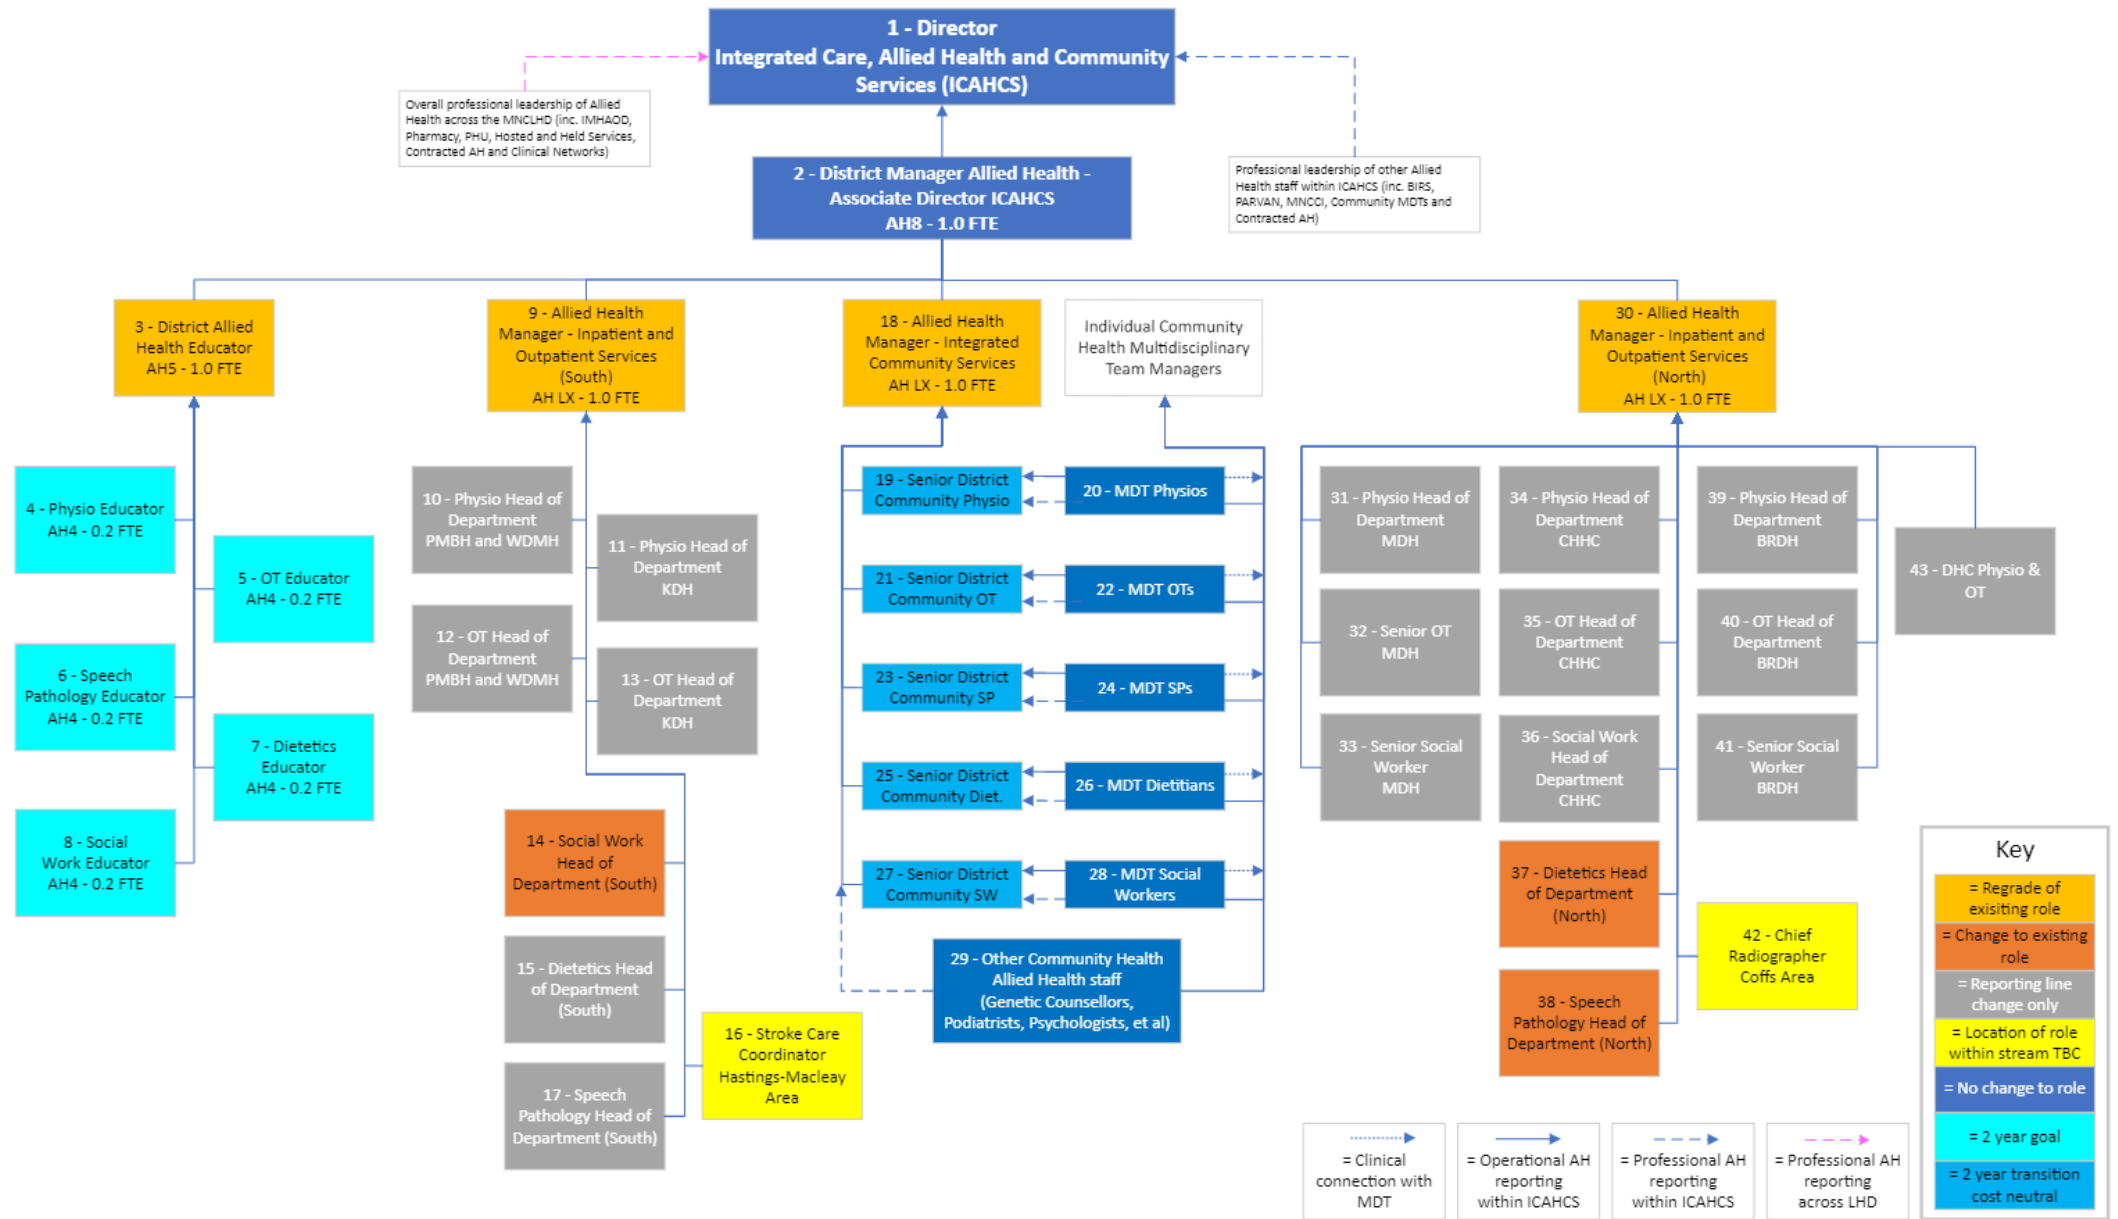 1 - Director
Integrated Care, Allied Health and Community
Services (ICAHCS)
Overall professional leadership of Allied
Health across the MNCLHD (inc. IMHAOD,
Pharmacy, PHU, Hosted and Held Services,
Contracted AH and Clinical Networks)
2 - District Manager Allied Health -
Associate Director ICAHCS
AH8 - 1.0 FTE
Professional leadership of other Allied
Health staff within ICAHCS (inc. BIRS,
PARVAN, MNCCI, Community MDTs and
Contracted AH)
3 - District Allied
Health Educator
AH5 - 1.0 FTE
9 - Allied Health
Manager - Inpatient and
Outpatient Services
(South)
AH LX - 1.0 FTE
18 - Allied Health
Manager - Integrated
Community Services
AH LX - 1.0 FTE
Individual Community
Health Multidisciplinary
Team Managers
30 - Allied Health
Manager - Inpatient and
Outpatient Services
(North)
AH LX - 1.0 FTE
4 - Physio Educator
AH4 - 0.2 FTE
5 - OT Educator
AH4 - 0.2 FTE
6 - Speech
Pathology Educator
AH4 - 0.2 FTE
7 - Dietetics
Educator
AH4 - 0.2 FTE
8 - Social
Work Educator
AH4 - 0.2 FTE
10 - Physio Head of
Department
PMBH and WDMH
11 - Physio Head of
Department
KDH
12 - OT Head of
Department
PMBH and WDMH
13 - OT Head of
Department
KDH
14 - Social Work
Head of
Department (South)
15 - Dietetics Head
of Department
(South)
16 - Stroke Care
Coordinator
Hastings-Macleay
Area
17 - Speech
Pathology Head of
Department (South)
19 - Senior District
Community Physio
20 - MDT Physios
21 - Senior District
Community OT
22 - MDT OTs
23 - Senior District
Community SP
24 - MDT SPs
25 - Senior District
Community Diet.
26 - MDT Dietitians
27 - Senior District
Community SW
28 - MDT Social
Workers
29 - Other Community Health
Allied Health staff
(Genetic Counsellors,
Podiatrists, Psychologists, et al)
31 - Physio Head of
Department
MDH
32 - Senior OT
MDH
33 - Senior Social
Worker
MDH
34 - Physio Head of
Department
CHHC
35 - OT Head of
Department
CHHC
36 - Social Work
Head of
Department
CHHC
37 - Dietetics Head
of Department
(North)
38 - Speech
Pathology Head of
Department (North)
39 - Physio Head of
Department
BRDH
40 - OT Head of
Department
BRDH
41 - Senior Social
Worker
BRDH
42 - Chief
Radiographer
Coffs Area
43 - DHC Physio &
OT
Key
= Regrade of
exisiting role
= Change to existing
role
= Reporting line
change only
= Location of role
within stream TBC
= No change to role
= 2 year goal
= 2 year transition
cost neutral
= Clinical
connection with
MDT
= Operational AH
reporting
within ICAHCS
= Professional AH
reporting
within ICAHCS
= Professional AH
reporting
across LHD